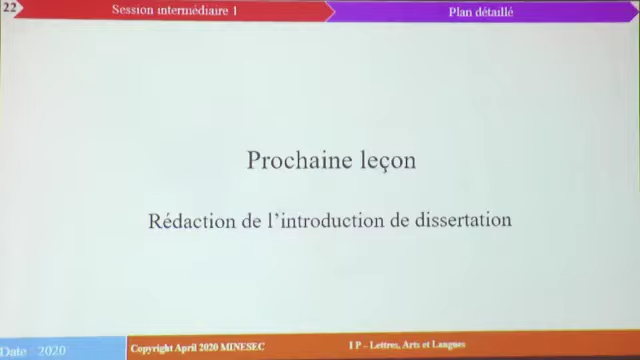 22
Session intermédiaire 1
Plan détaillé
Prochaine leçon
Rédaction de l'introduction de dissertation
Date : 2020
Copyright April 2020 MINESEC
I P – Lettres, Arts et Langues